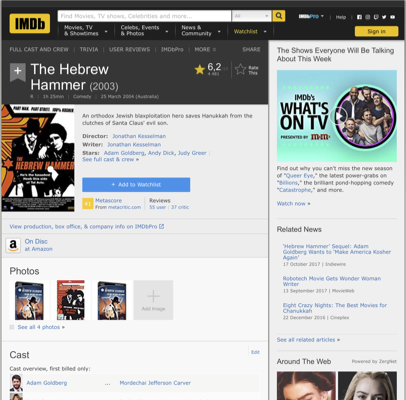 IMDb
Find Movies, TV shows, Celebrities and more...
All
IMDbPro
Help
Movies, TV & Showtimes
Celebs, Events & Photos
News & Community
Watchlist
Sign in
FULL CAST AND CREW | TRIVIA | USER REVIEWS | IMDbPro | MORE
SHARE
The Hebrew Hammer (2003)
6,2
Rate This
R | 1h 25min | Comedy | 25 March 2004 (Australia)
PART MAN. PART STREET. 100% KOSHER.
THE HEBREW HAMMER
An orthodox Jewish blaxploitation hero saves Hanukkah from the clutches of Santa Claus' evil son.
Director: Jonathan Kesselman
Writer: Jonathan Kesselman
Stars: Adam Goldberg, Andy Dick, Judy Greer
See full cast & crew »
+ Add to Watchlist
Metascore
From metacritic.com
Reviews
55 user | 37 critic
View production, box office, & company info on IMDbPro
a
On Disc
at Amazon
Photos
Add Image
See all 4 photos »
Cast
Edit
Cast overview, first billed only:
Adam Goldberg ... Mordechai Jefferson Carver
The Shows Everyone Will Be Talking About This Week
IMDb's
WHAT'S ON TV
PRESENTED BY m&m's
Find out why you can't miss the new season of "Queer Eye," the latest power-grabs on "Billions," the brilliant pond-hopping comedy "Catastrophe," and more.
Watch now »
Related News
'Hebrew Hammer' Sequel: Adam Goldberg Wants to 'Make America Kosher Again'
17 October 2017 | Indiewire
Robotech Movie Gets Wonder Woman Writer
13 September 2017 | MovieWeb
Eight Crazy Nights: The Best Movies for Chanukah
22 December 2016 | Cineplex
See all related articles »
Around The Web
Powered by ZergNet